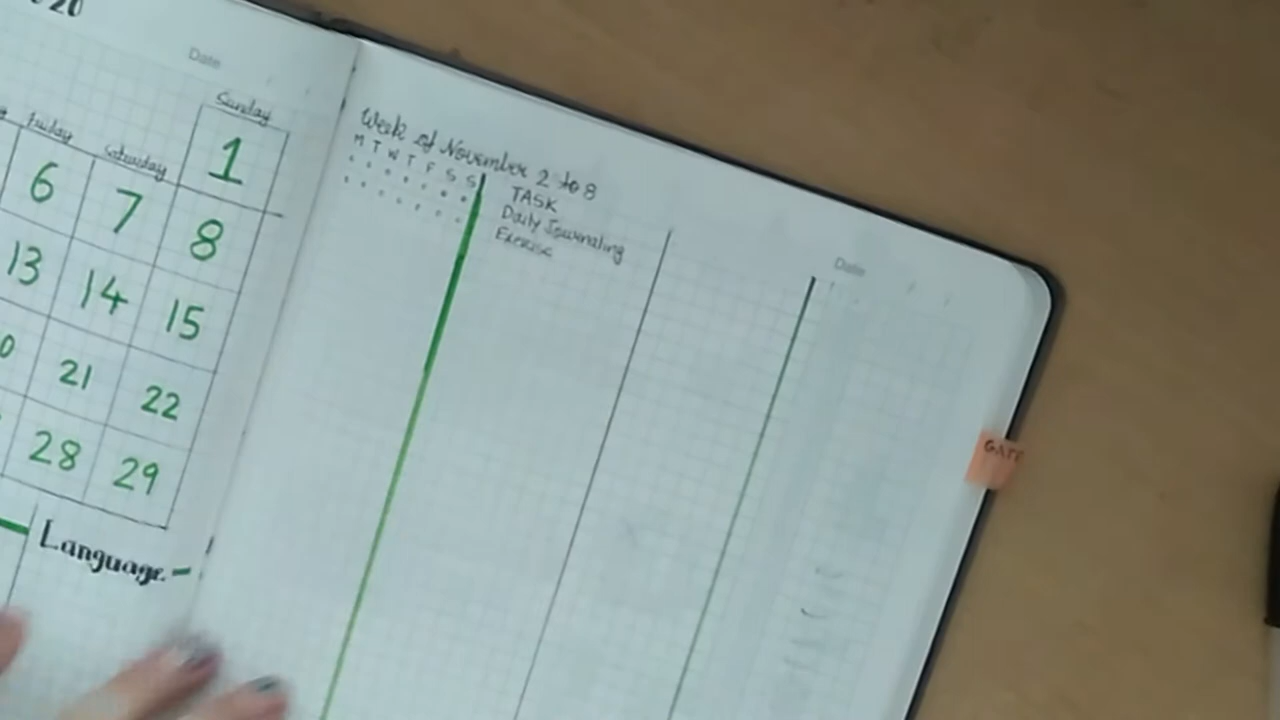 20
Date
Sunday
Friday
Saturday
1
6 7 8
13 14 15
21 22
28 29
Language
Week of November 2 to 8
M T W T F S S
TASK
Daily Journaling
Exercise
Date